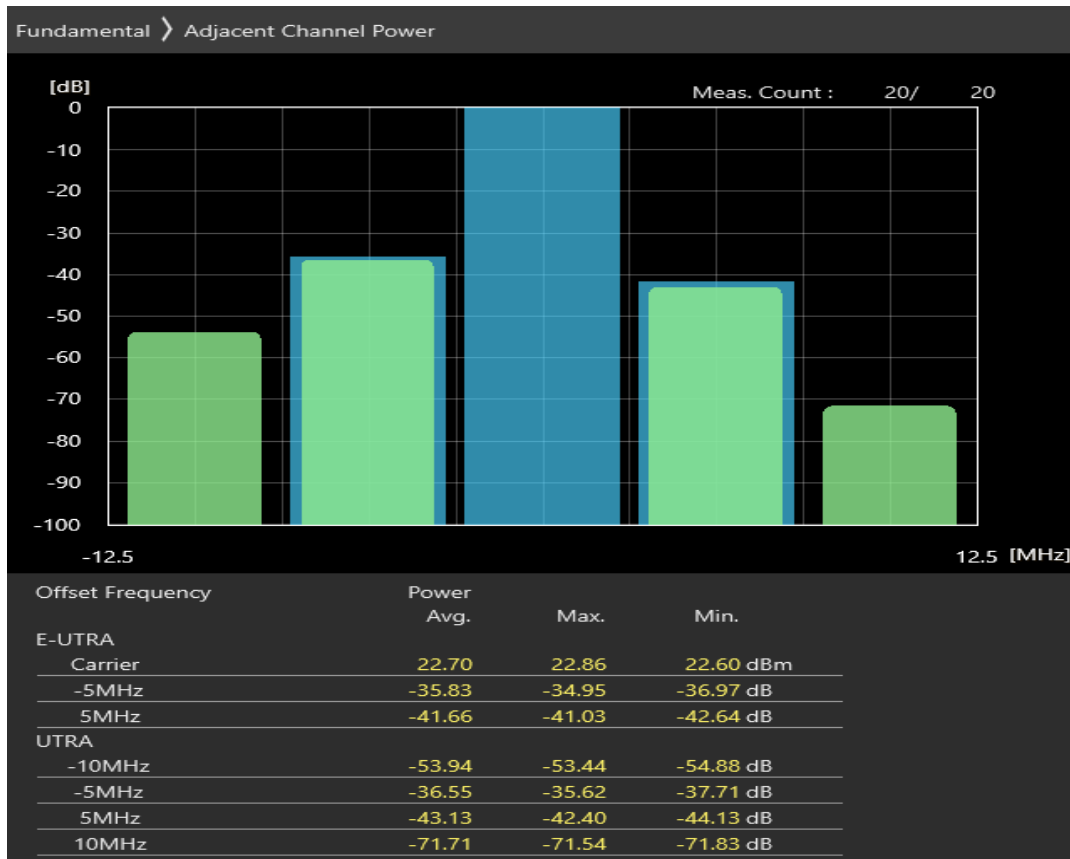 Fundamental ❯ Adjacent Channel Power
[dB]
Meas. Count : 20/ 20
0
-10
-20
-30
-40
-50
-60
-70
-80
-90
-100
-12.5 12.5 [MHz]
Offset Frequency Power
Avg. Max. Min.
E-UTRA
Carrier 22.70 22.86 22.60 dBm
-5MHz -35.83 -34.95 -36.97 dB
5MHz -41.66 -41.03 -42.64 dB
UTRA
-10MHz -53.94 -53.44 -54.88 dB
-5MHz -36.55 -35.62 -37.71 dB
5MHz -43.13 -42.40 -44.13 dB
10MHz -71.71 -71.54 -71.83 dB